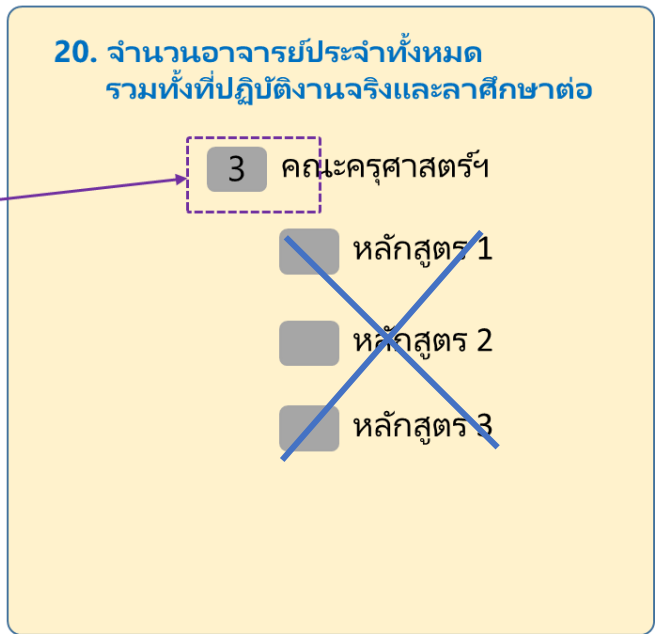 20. จำนวนอาจารย์ประจำทั้งหมด
รวมทั้งที่ปฏิบัติงานจริงและลาศึกษาต่อ
3 คณะครุศาสตร์ฯ
หลักสูตร 1
หลักสูตร 2
หลักสูตร 3